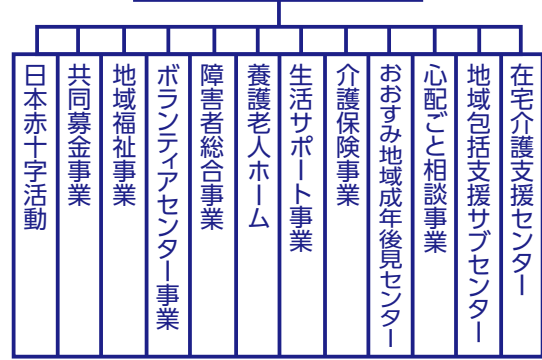 在宅介護支援センター
地域包括支援サブセンター
心配ごと相談事業
おおすみ地域成年後見センター
介護保険事業
生活サポート事業
養護老人ホーム
障害者総合事業
ボランティアセンター事業
地域福祉事業
共同募金事業
日本赤十字活動